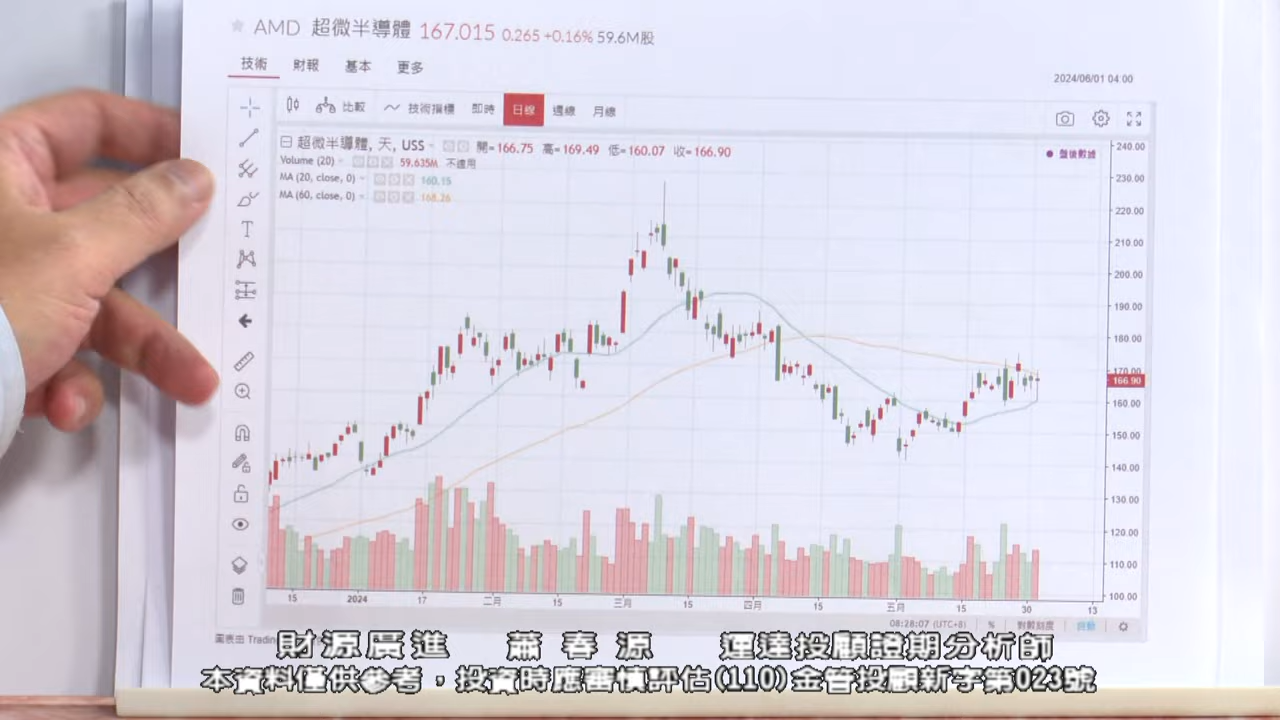 AMD 超微半導體 167.015 0.265 +0.16% 59.6M股
技術 財報 基本 更多
2024/06/01 04:00
比較 技術指標 即時 日線 週線 月線
超微半導體, 天, USS 開=166.75 高=169.49 低=160.07 收=166.90
盤後數據
Volume (20) 59.635M 不適用
MA (20, close, 0) 160.15
MA (60, close, 0) 168.26
240.00
230.00
220.00
210.00
200.00
190.00
180.00
170.00
166.90
160.00
150.00
140.00
130.00
120.00
110.00
100.00
15 2024 17 二月 15 三月 15 四月 15 五月 15 30 13
08:28:07 (UTC+8) % 對數刻度 自動
圖表由 Trading
財源廣進 蕭春源 運達投顧證期分析師
本資料僅供參考，投資時應審慎評估(110)金管投顧新字第023號